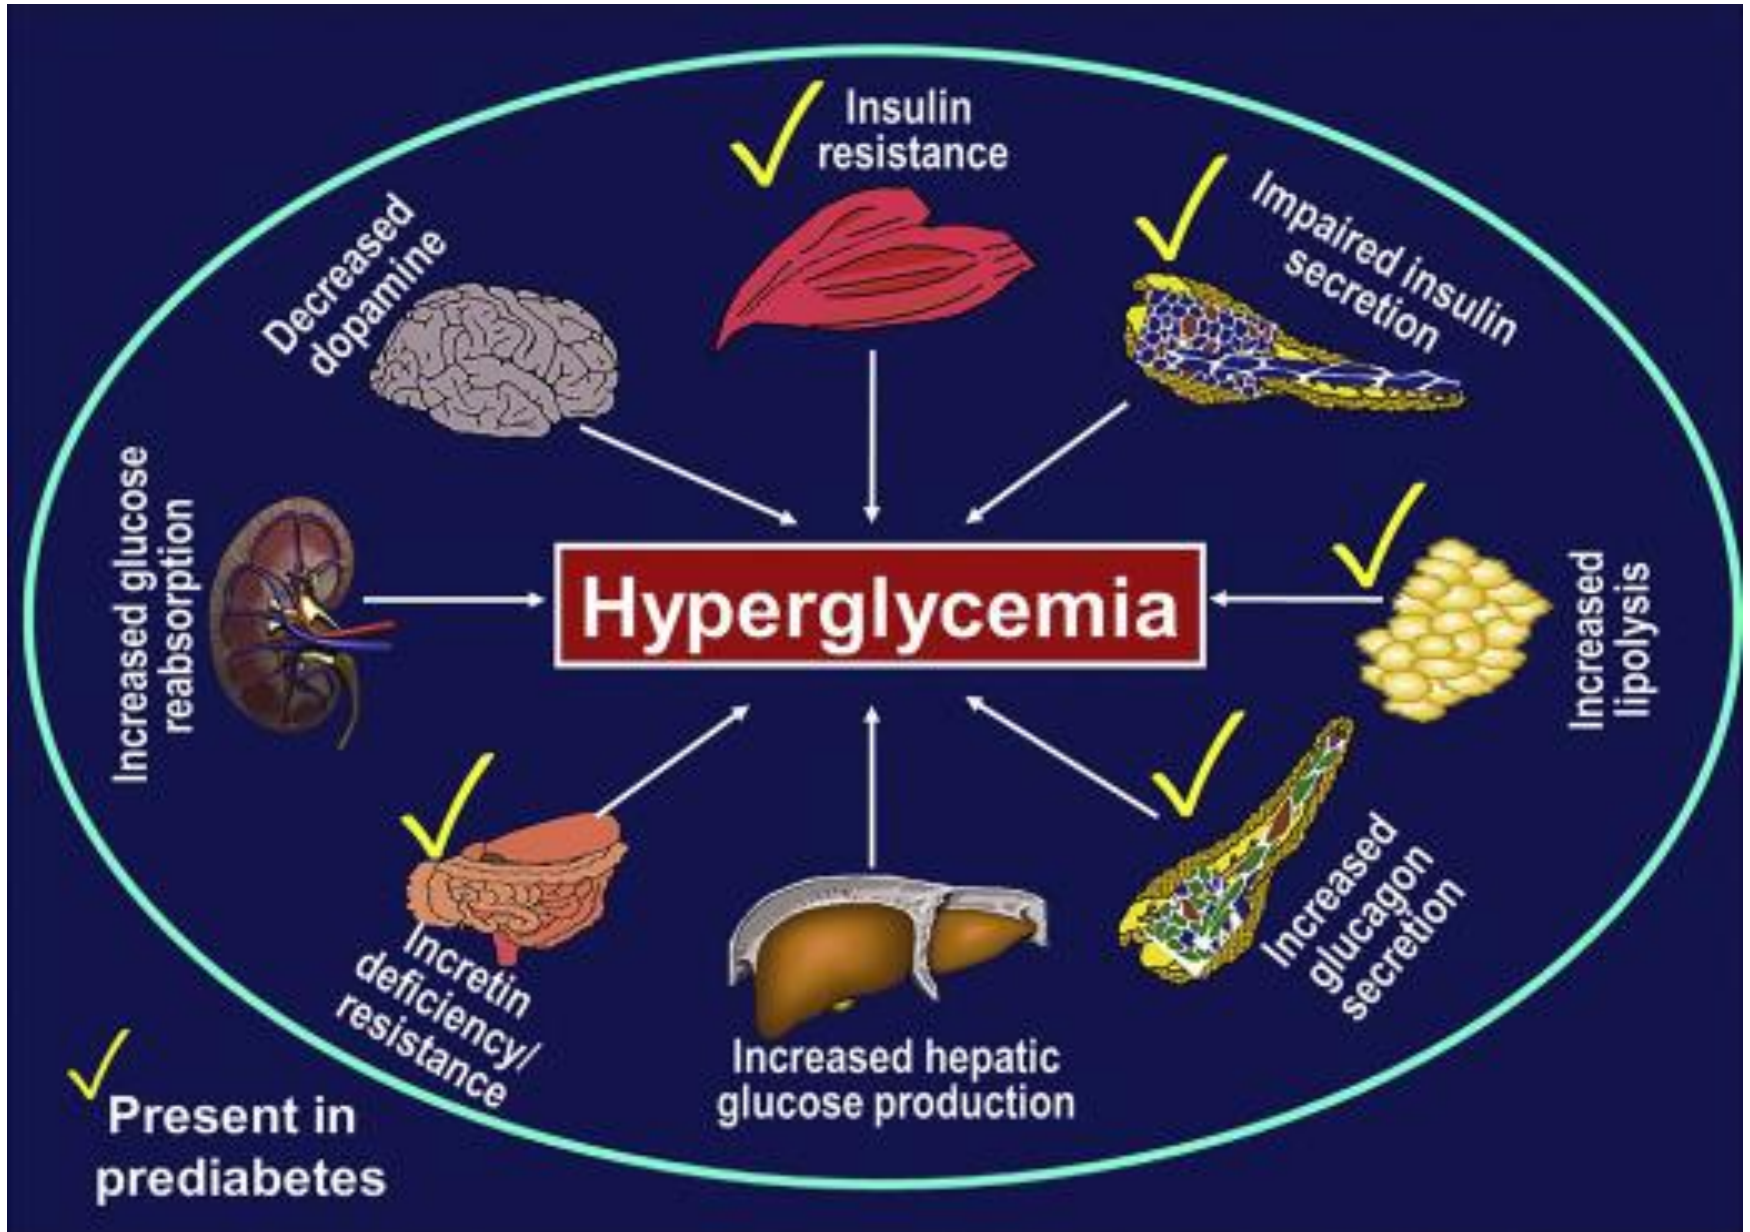 Insulin
resistance
Impaired insulin
secretion
Decreased
dopamine
Increased glucose
reabsorption
Hyperglycemia
Increased
lipolysis
Increased
glucagon
secretion
Incretin
deficiency/
resistance
Increased hepatic
glucose production
Present in
prediabetes